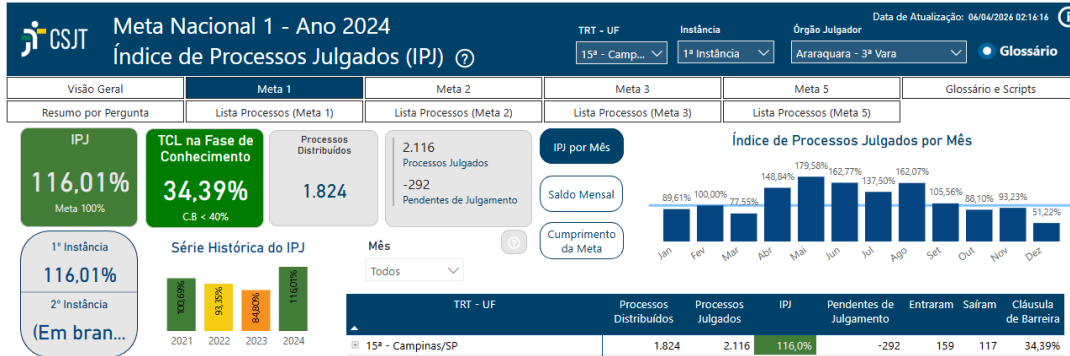 CSJT
Meta Nacional 1 - Ano 2024
Índice de Processos Julgados (IPJ)
Data de Atualização: 06/04/2026 02:16:16
TRT - UF
15ª - Camp...
Instância
1ª Instância
Órgão Julgador
Araraquara - 3ª Vara
Glossário
Visão Geral
Meta 1
Meta 2
Meta 3
Meta 5
Glossário e Scripts
Resumo por Pergunta
Lista Processos (Meta 1)
Lista Processos (Meta 2)
Lista Processos (Meta 3)
Lista Processos (Meta 5)
IPJ
116,01%
Meta 100%
TCL na Fase de
Conhecimento
34,39%
C.B < 40%
Processos
Distribuídos
1.824
2.116
Processos Julgados
-292
Pendentes de Julgamento
IPJ por Mês
Saldo Mensal
Cumprimento
da Meta
Índice de Processos Julgados por Mês
89,61% 100,00% 77,55% 148,84% 179,58% 162,77% 137,50% 162,07% 105,56% 88,10% 93,23% 51,22%
Jan Fev Mar Abr Mai Jun Jul Ago Set Out Nov Dez
1ª Instância
116,01%
2ª Instância
(Em bran...
Série Histórica do IPJ
100,69% 93,35% 84,80% 116,01%
2021 2022 2023 2024
Mês
Todos
TRT - UF
Processos
Distribuídos
Processos
Julgados
IPJ
Pendentes de
Julgamento
Entraram
Saíram
Cláusula
de Barreira
15ª - Campinas/SP 1.824 2.116 116,0% -292 159 117 34,39%